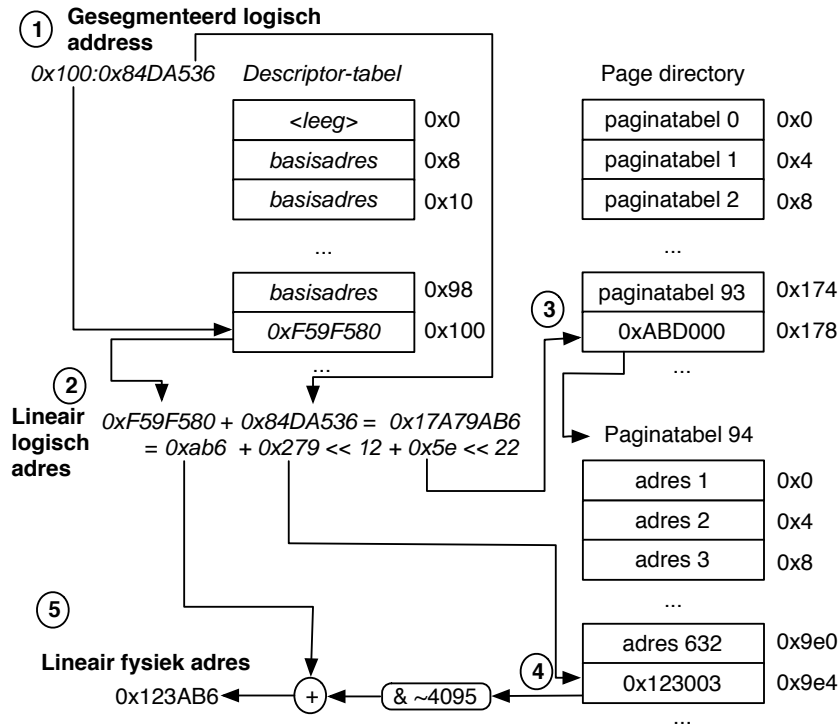 1
Gesegmenteerd logisch
address
0x100:0x84DA536
Descriptor-tabel
<leeg> 0x0
basisadres 0x8
basisadres 0x10
...
basisadres 0x98
0xF59F580 0x100
...
Page directory
paginatabel 0 0x0
paginatabel 1 0x4
paginatabel 2 0x8
...
3
paginatabel 93 0x174
0xABD000 0x178
...
2
Lineair
logisch
adres
0xF59F580 + 0x84DA536 = 0x17A79AB6
= 0xab6 + 0x279 << 12 + 0x5e << 22
Paginatabel 94
adres 1 0x0
adres 2 0x4
adres 3 0x8
...
4
adres 632 0x9e0
0x123003 0x9e4
...
5
Lineair fysiek adres
0x123AB6
+
& ~4095